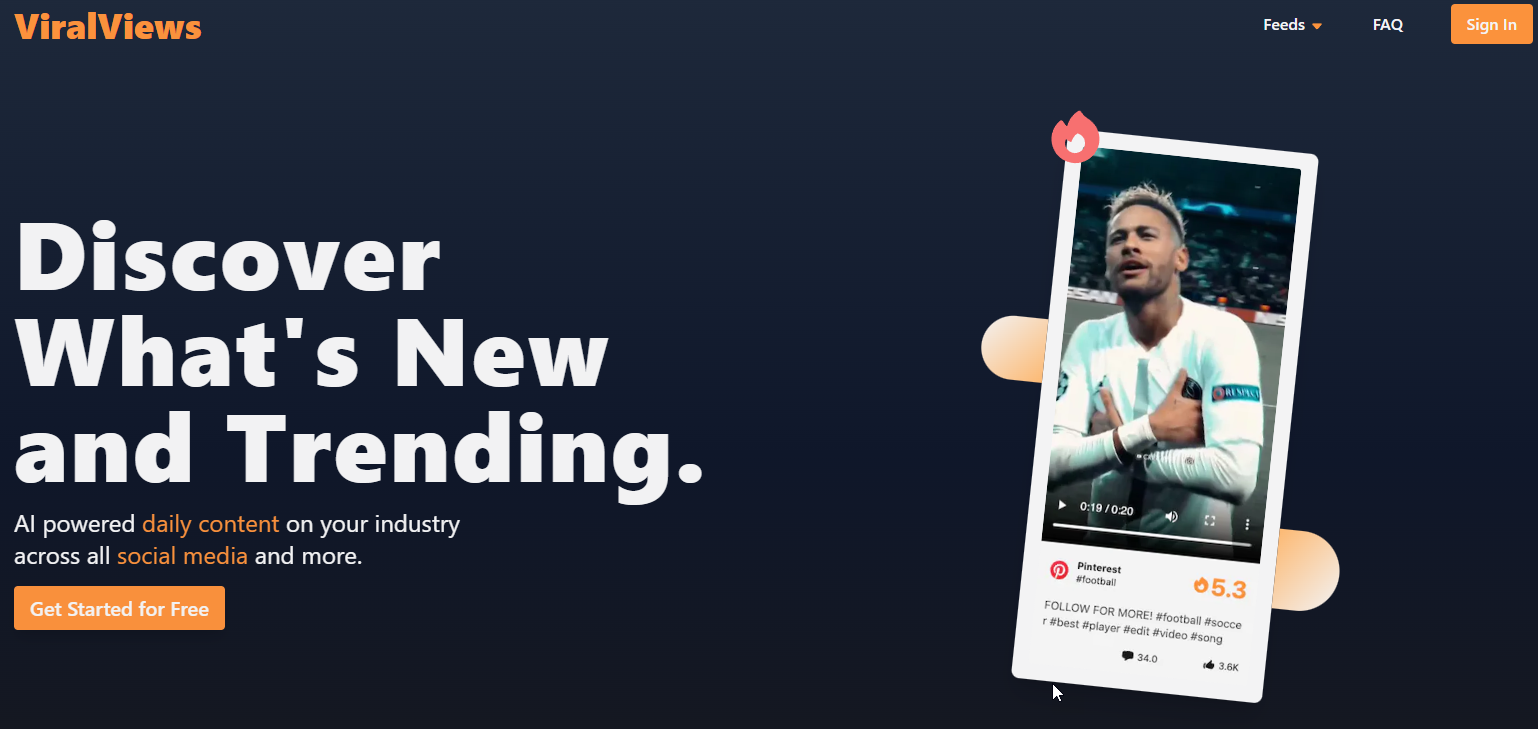 ViralViews
Feeds
FAQ
Sign In
Discover
What's New
and Trending.
AI powered daily content on your industry
across all social media and more.
Get Started for Free
RESPECT
0:19 / 0:20
Pinterest
#football
5.3
FOLLOW FOR MORE! #football #socce
r #best #player #edit #video #song
34.0
3.6K